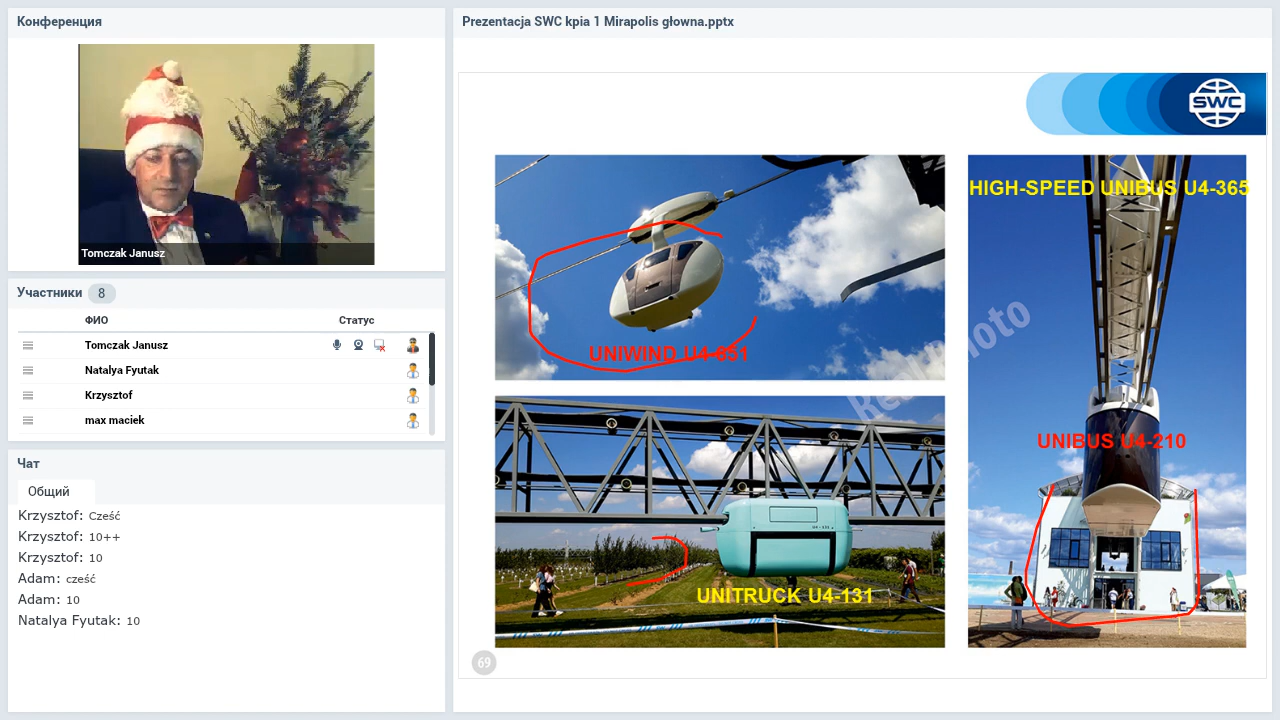 Конференция
Tomczak Janusz
Участники 8
ФИО Статус
Tomczak Janusz
Natalya Fyutak
Krzysztof
max maciek
Чат
Общий
Krzysztof: Cześć
Krzysztof: 10++
Krzysztof: 10
Adam: cześć
Adam: 10
Natalya Fyutak: 10
Prezentacja SWC kpia 1 Mirapolis głowna.pptx
SWC
UNIWIND U4-651
HIGH-SPEED UNIBUS U4-365
UNIBUS U4-210
UNITRUCK U4-131
69